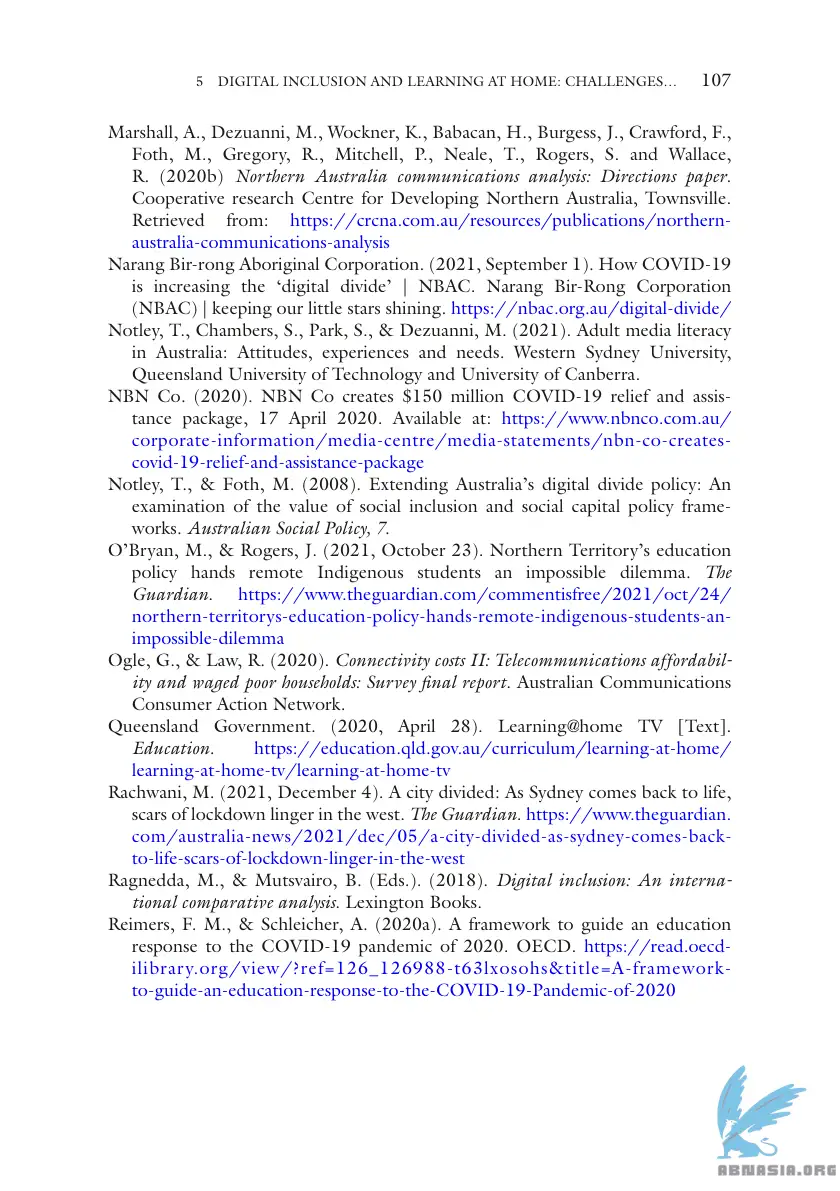 5 DIGITAL INCLUSION AND LEARNING AT HOME: CHALLENGES… 107
Marshall, A., Dezuanni, M., Wockner, K., Babacan, H., Burgess, J., Crawford, F.,
Foth, M., Gregory, R., Mitchell, P., Neale, T., Rogers, S. and Wallace,
R. (2020b) Northern Australia communications analysis: Directions paper.
Cooperative research Centre for Developing Northern Australia, Townsville.
Retrieved from: https://crcna.com.au/resources/publications/northern-
australia-communications-analysis
Narang Bir-rong Aboriginal Corporation. (2021, September 1). How COVID-19
is increasing the ‘digital divide’ | NBAC. Narang Bir-Rong Corporation
(NBAC) | keeping our little stars shining. https://nbac.org.au/digital-divide/
Notley, T., Chambers, S., Park, S., & Dezuanni, M. (2021). Adult media literacy
in Australia: Attitudes, experiences and needs. Western Sydney University,
Queensland University of Technology and University of Canberra.
NBN Co. (2020). NBN Co creates $150 million COVID-19 relief and assis-
tance package, 17 April 2020. Available at: https://www.nbnco.com.au/
corporate-information/media-centre/media-statements/nbn-co-creates-
covid-19-relief-and-assistance-package
Notley, T., & Foth, M. (2008). Extending Australia’s digital divide policy: An
examination of the value of social inclusion and social capital policy frame-
works. Australian Social Policy, 7.
O’Bryan, M., & Rogers, J. (2021, October 23). Northern Territory’s education
policy hands remote Indigenous students an impossible dilemma. The
Guardian. https://www.theguardian.com/commentisfree/2021/oct/24/
northern-territorys-education-policy-hands-remote-indigenous-students-an-
impossible-dilemma
Ogle, G., & Law, R. (2020). Connectivity costs II: Telecommunications affordabil-
ity and waged poor households: Survey final report. Australian Communications
Consumer Action Network.
Queensland Government. (2020, April 28). Learning@home TV [Text].
Education. https://education.qld.gov.au/curriculum/learning-at-home/
learning-at-home-tv/learning-at-home-tv
Rachwani, M. (2021, December 4). A city divided: As Sydney comes back to life,
scars of lockdown linger in the west. The Guardian. https://www.theguardian.
com/australia-news/2021/dec/05/a-city-divided-as-sydney-comes-back-
to-life-scars-of-lockdown-linger-in-the-west
Ragnedda, M., & Mutsvairo, B. (Eds.). (2018). Digital inclusion: An interna-
tional comparative analysis. Lexington Books.
Reimers, F. M., & Schleicher, A. (2020a). A framework to guide an education
response to the COVID-19 pandemic of 2020. OECD. https://read.oecd-
ilibrary.org/view/?ref=126_126988-t63lxosohs&title=A-framework-
to-guide-an-education-response-to-the-COVID-19-Pandemic-of-2020
ABNASIA.ORG